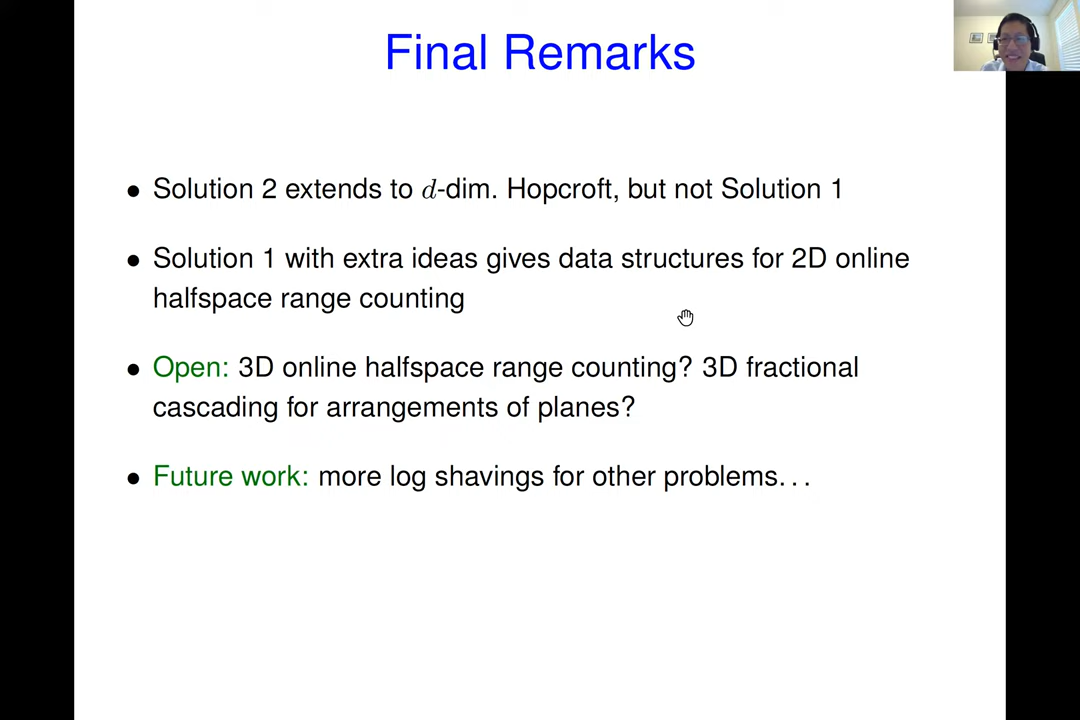 Final Remarks
• Solution 2 extends to d-dim. Hopcroft, but not Solution 1
• Solution 1 with extra ideas gives data structures for 2D online
halfspace range counting
• Open: 3D online halfspace range counting? 3D fractional
cascading for arrangements of planes?
• Future work: more log shavings for other problems...